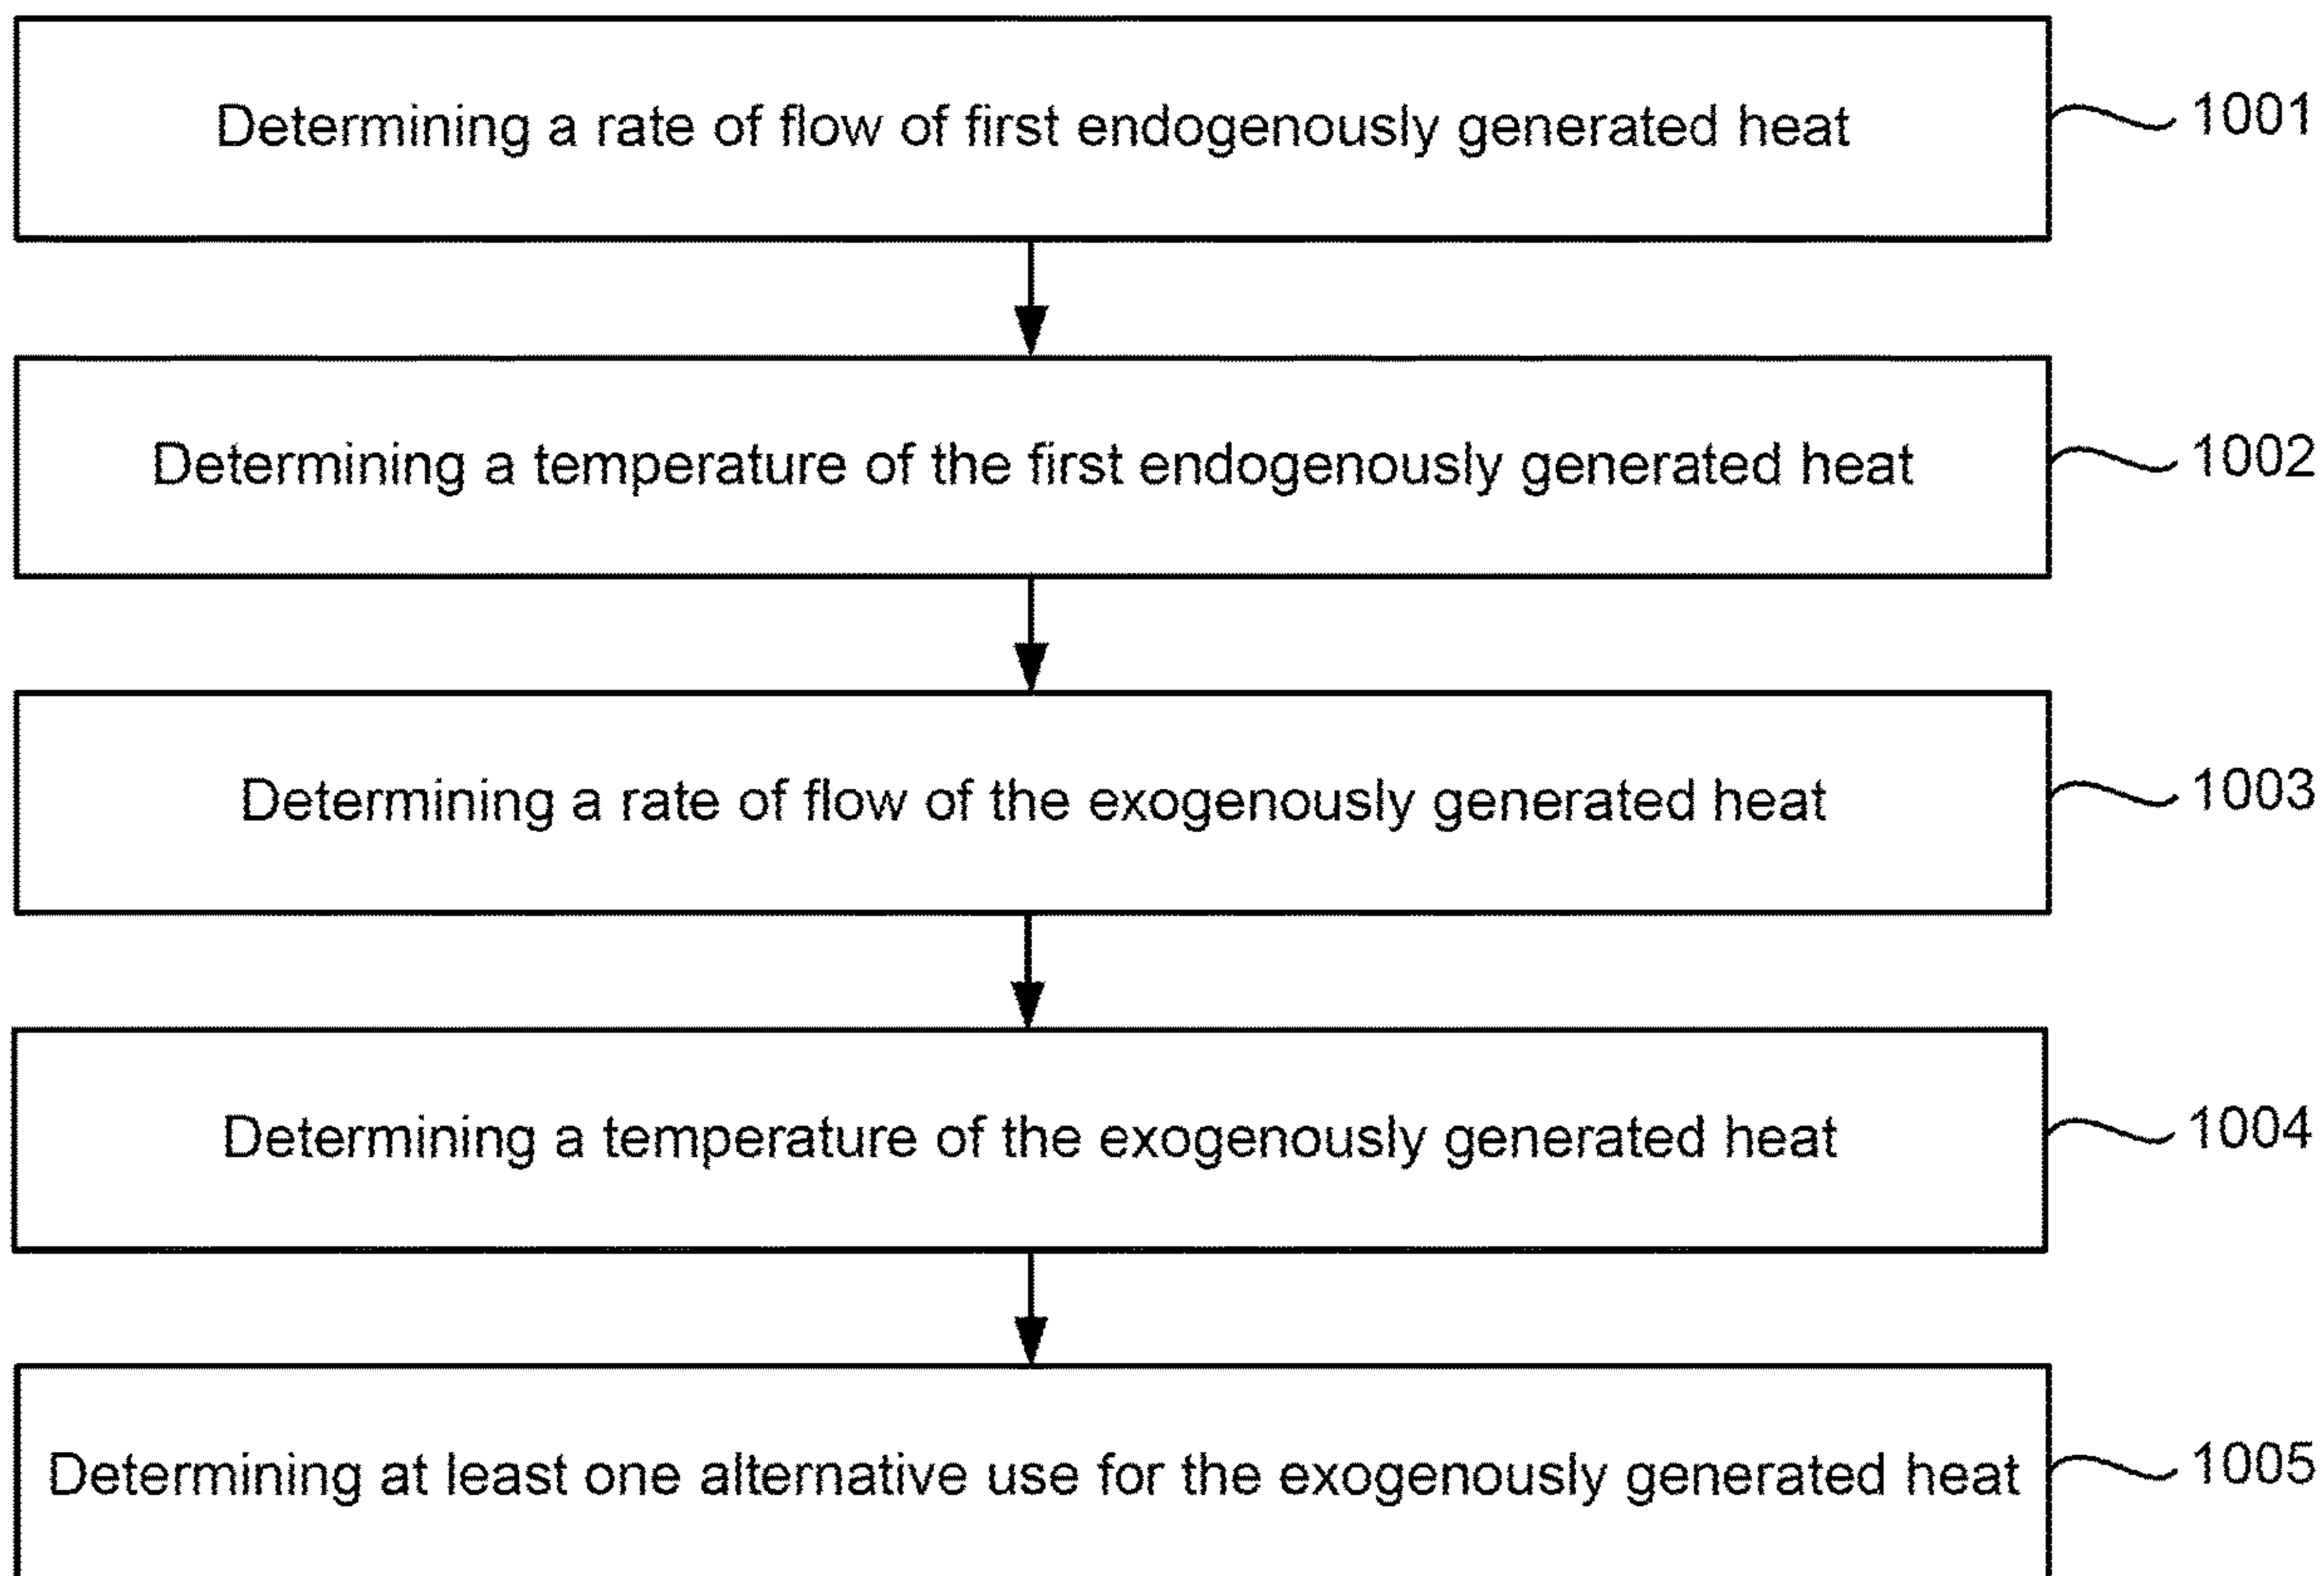 Determining a rate of flow of first endogenously generated heat 1001
Determining a temperature of the first endogenously generated heat 1002
Determining a rate of flow of the exogenously generated heat 1003
Determining a temperature of the exogenously generated heat 1004
Determining at least one alternative use for the exogenously generated heat 1005